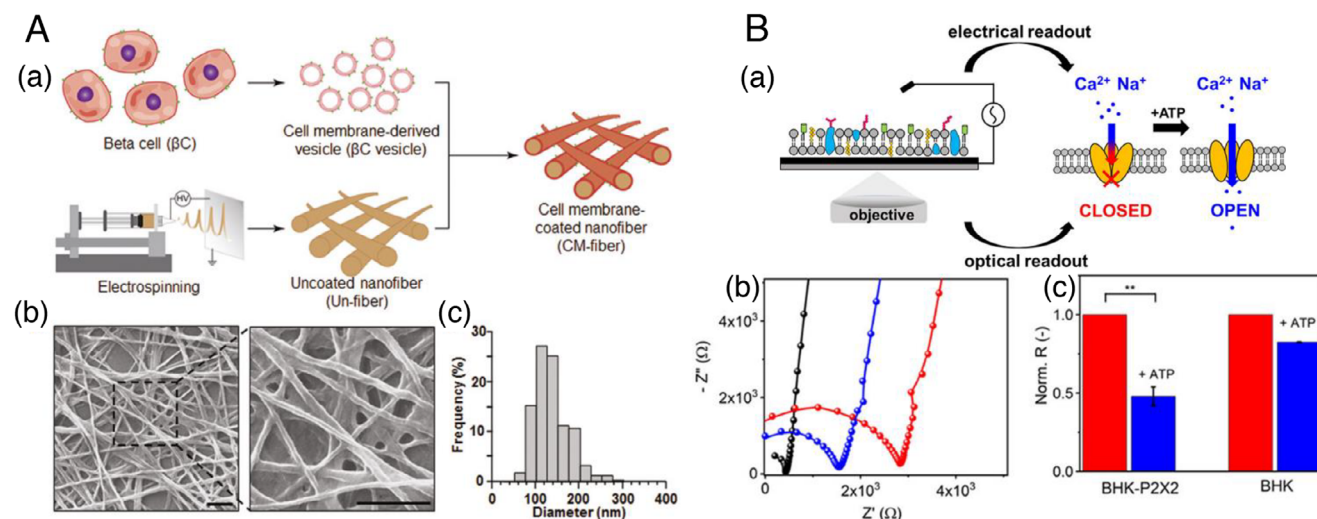 A
(a)
Beta cell (βC)
Cell membrane-derived
vesicle (βC vesicle)
HV
Electrospinning
Uncoated nanofiber
(Un-fiber)
Cell membrane-
coated nanofiber
(CM-fiber)
(b)
(c)
Frequency (%)
30
20
10
0
0 100 200 300 400
Diameter (nm)
B
(a)
electrical readout
objective
optical readout
Ca²⁺ Na⁺
+ATP
Ca²⁺ Na⁺
CLOSED
OPEN
(b)
- Z" (Ω)
4x10³
2x10³
0
0 2x10³ 4x10³
Z' (Ω)
(c)
Norm. R (-)
1.0
0.5
0.0
**
+ ATP
+ ATP
BHK-P2X2
BHK